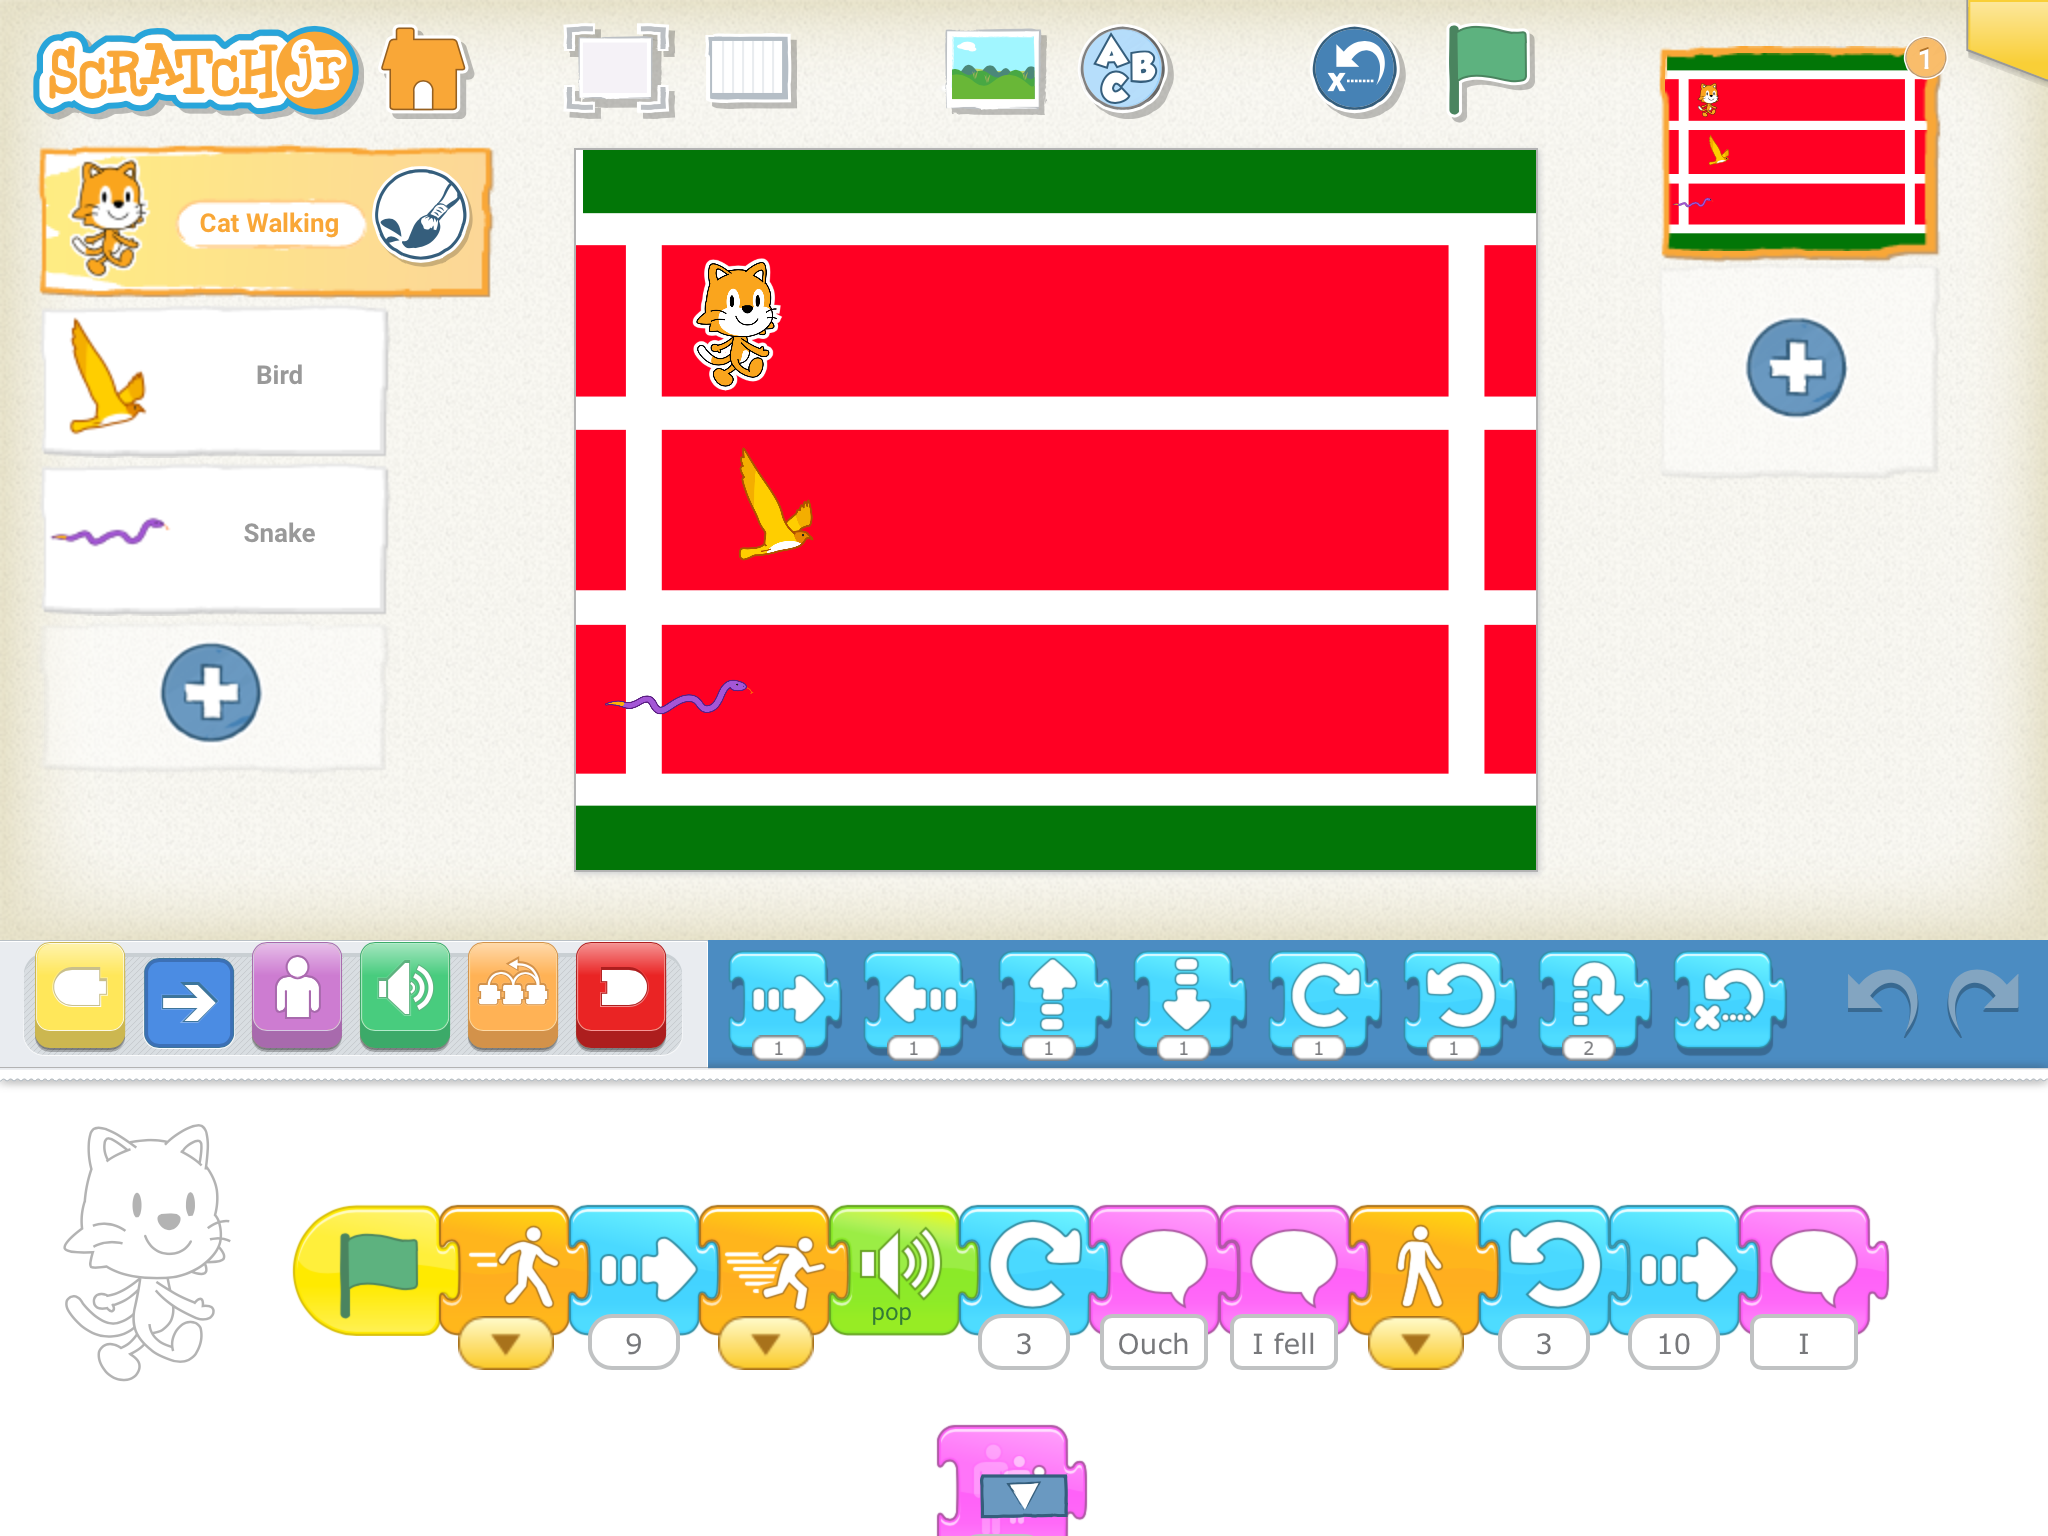 SCRATCHjr
A B C
X
1
Cat Walking
Bird
Snake
1 1 1 1 1 1 2
X
pop
9 3 Ouch I fell 3 10 I